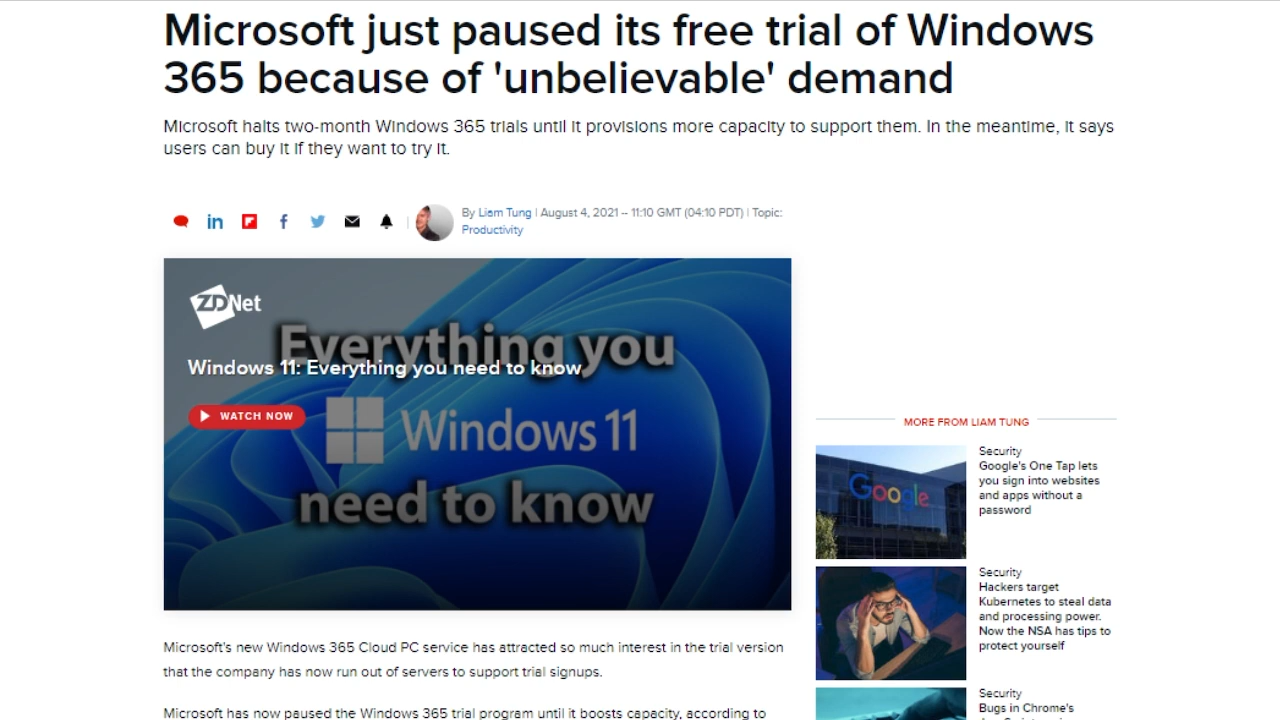 Microsoft just paused its free trial of Windows
365 because of 'unbelievable' demand
Microsoft halts two-month Windows 365 trials until it provisions more capacity to support them. In the meantime, it says
users can buy it if they want to try it.
By Liam Tung | August 4, 2021 -- 11:10 GMT (04:10 PDT) | Topic:
Productivity
ZDNet
Everything you
Windows 11: Everything you need to know
WATCH NOW
Windows 11
need to know
MORE FROM LIAM TUNG
Google
Security
Google's One Tap lets
you sign into websites
and apps without a
password
Security
Hackers target
Kubernetes to steal data
and processing power.
Now the NSA has tips to
protect yourself
Security
Bugs in Chrome's
Microsoft's new Windows 365 Cloud PC service has attracted so much interest in the trial version
that the company has now run out of servers to support trial signups.
Microsoft has now paused the Windows 365 trial program until it boosts capacity, according to